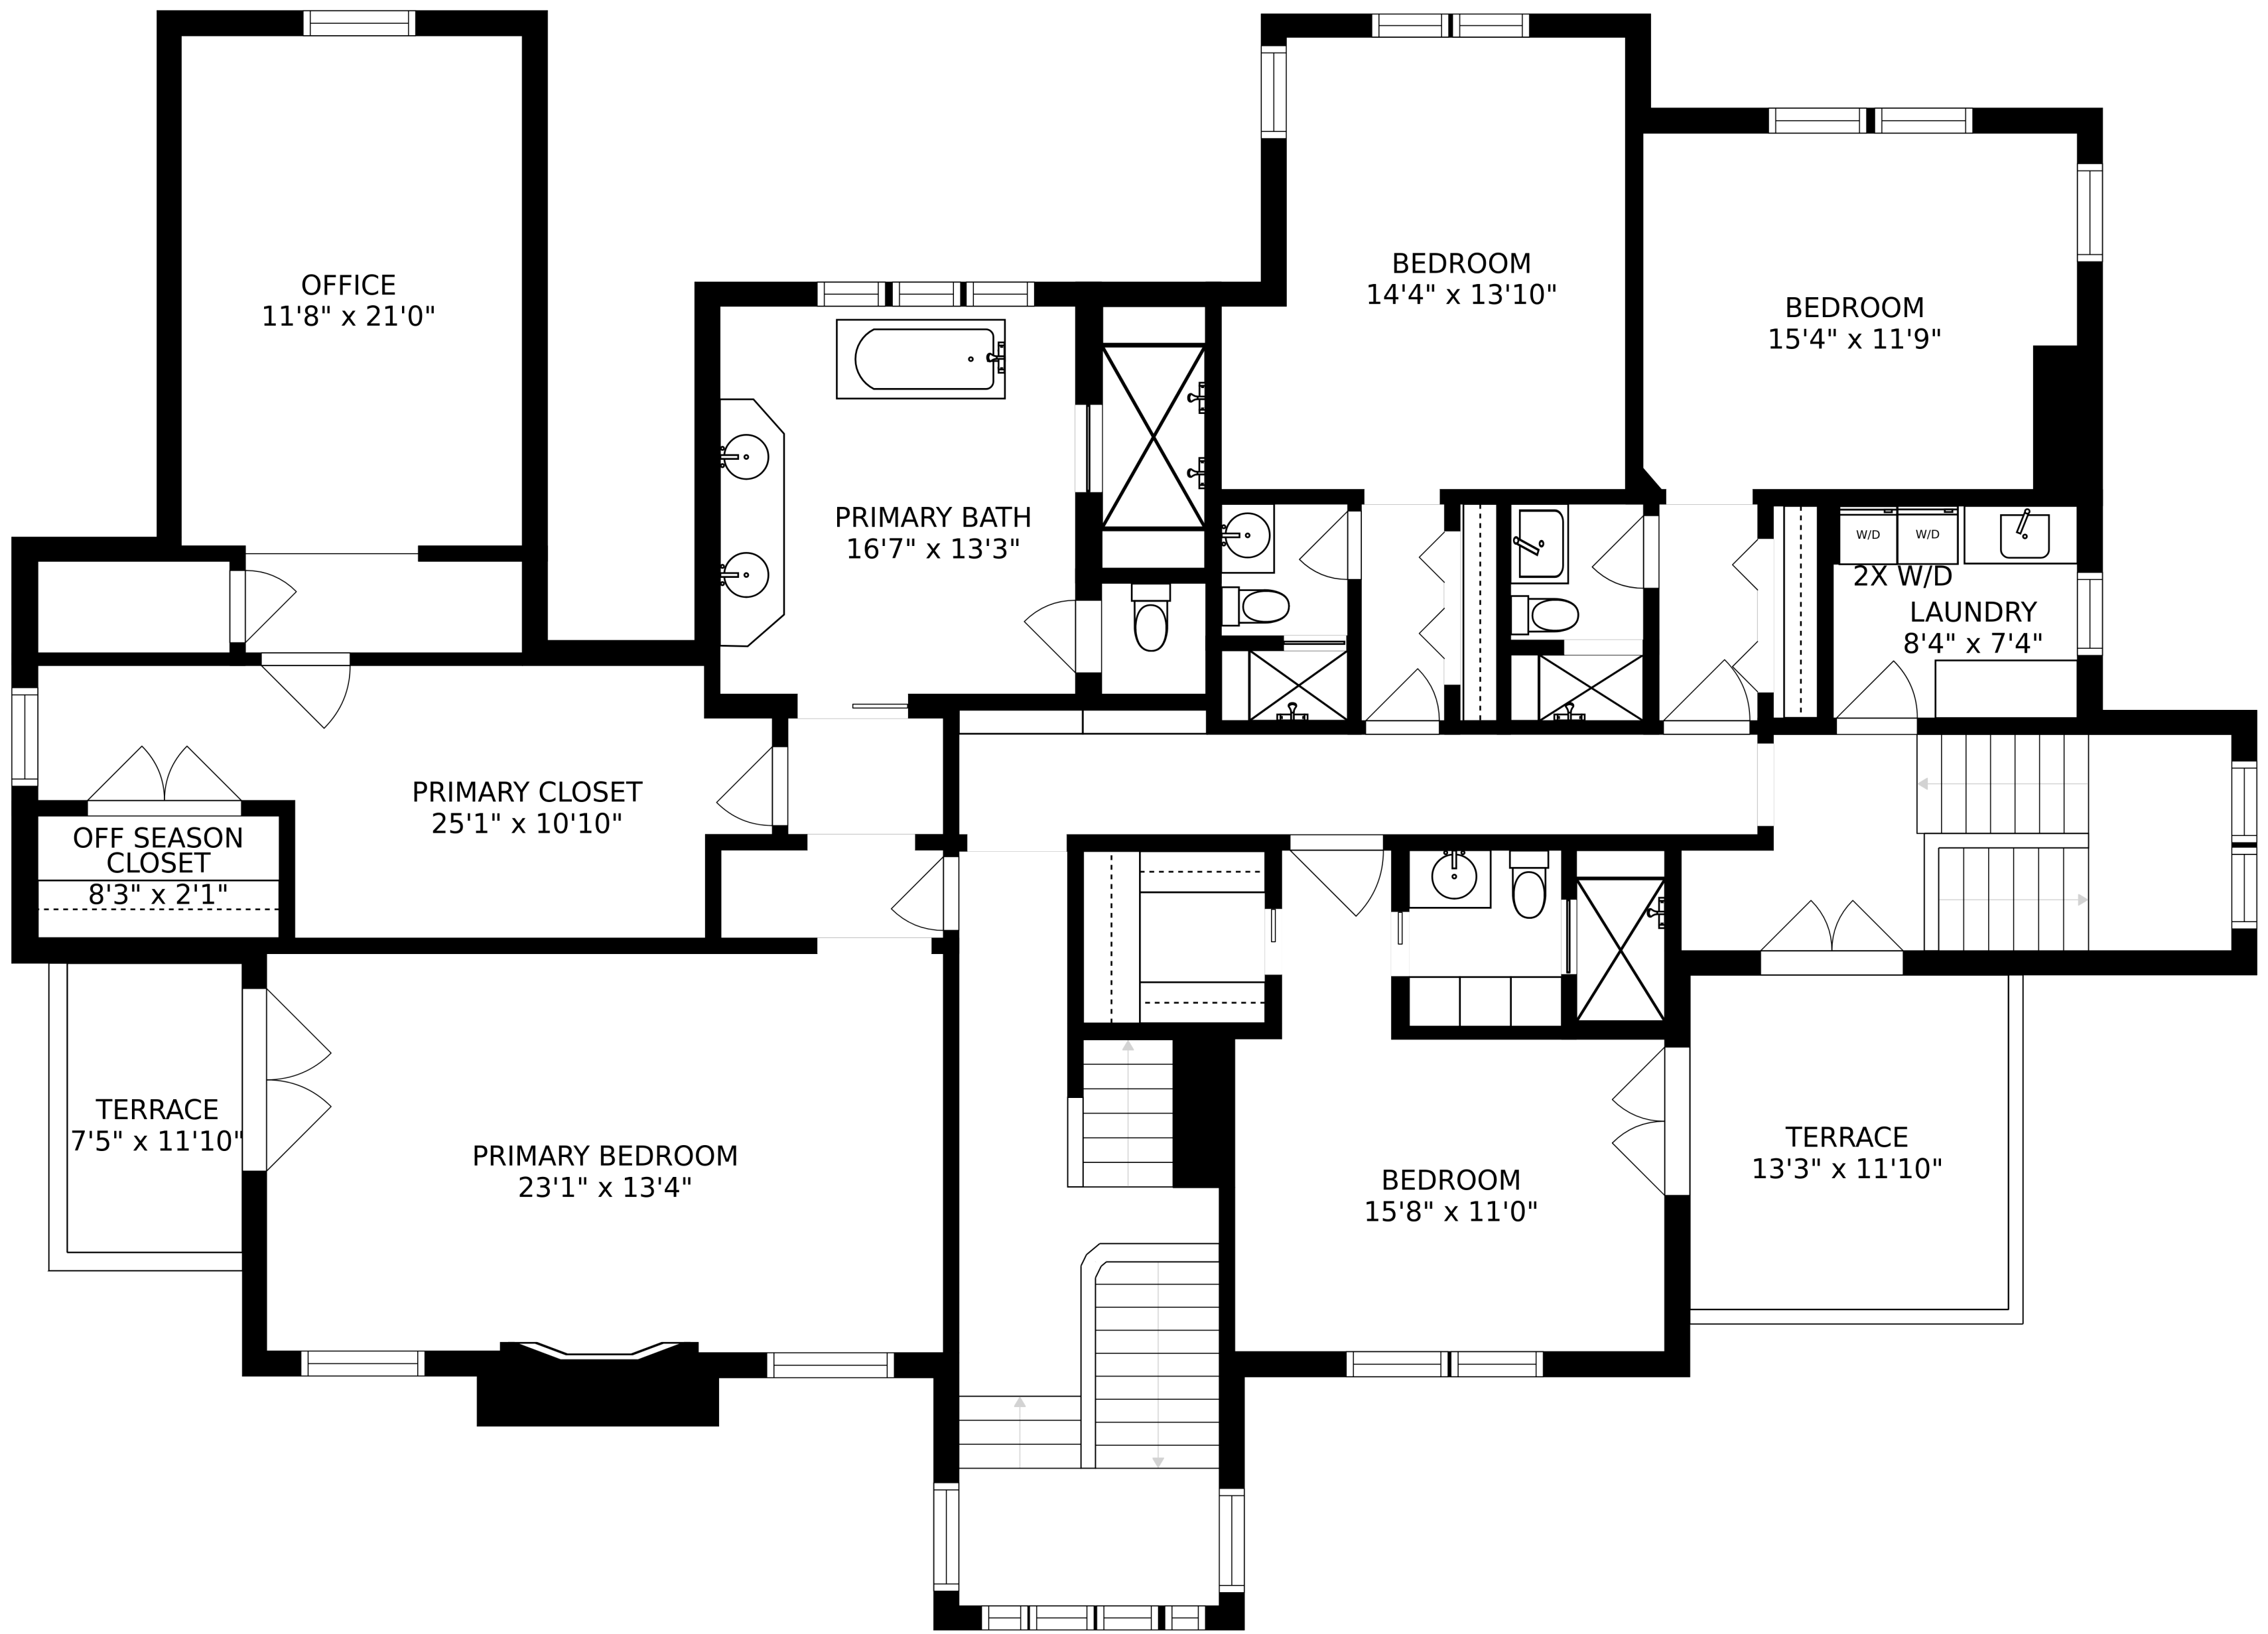 OFFICE
11'8" x 21'0"
BEDROOM
14'4" x 13'10"
BEDROOM
15'4" x 11'9"
PRIMARY BATH
16'7" x 13'3"
W/D
W/D
2X W/D
LAUNDRY
8'4" x 7'4"
PRIMARY CLOSET
25'1" x 10'10"
OFF SEASON
CLOSET
8'3" x 2'1"
TERRACE
7'5" x 11'10"
PRIMARY BEDROOM
23'1" x 13'4"
BEDROOM
15'8" x 11'0"
TERRACE
13'3" x 11'10"